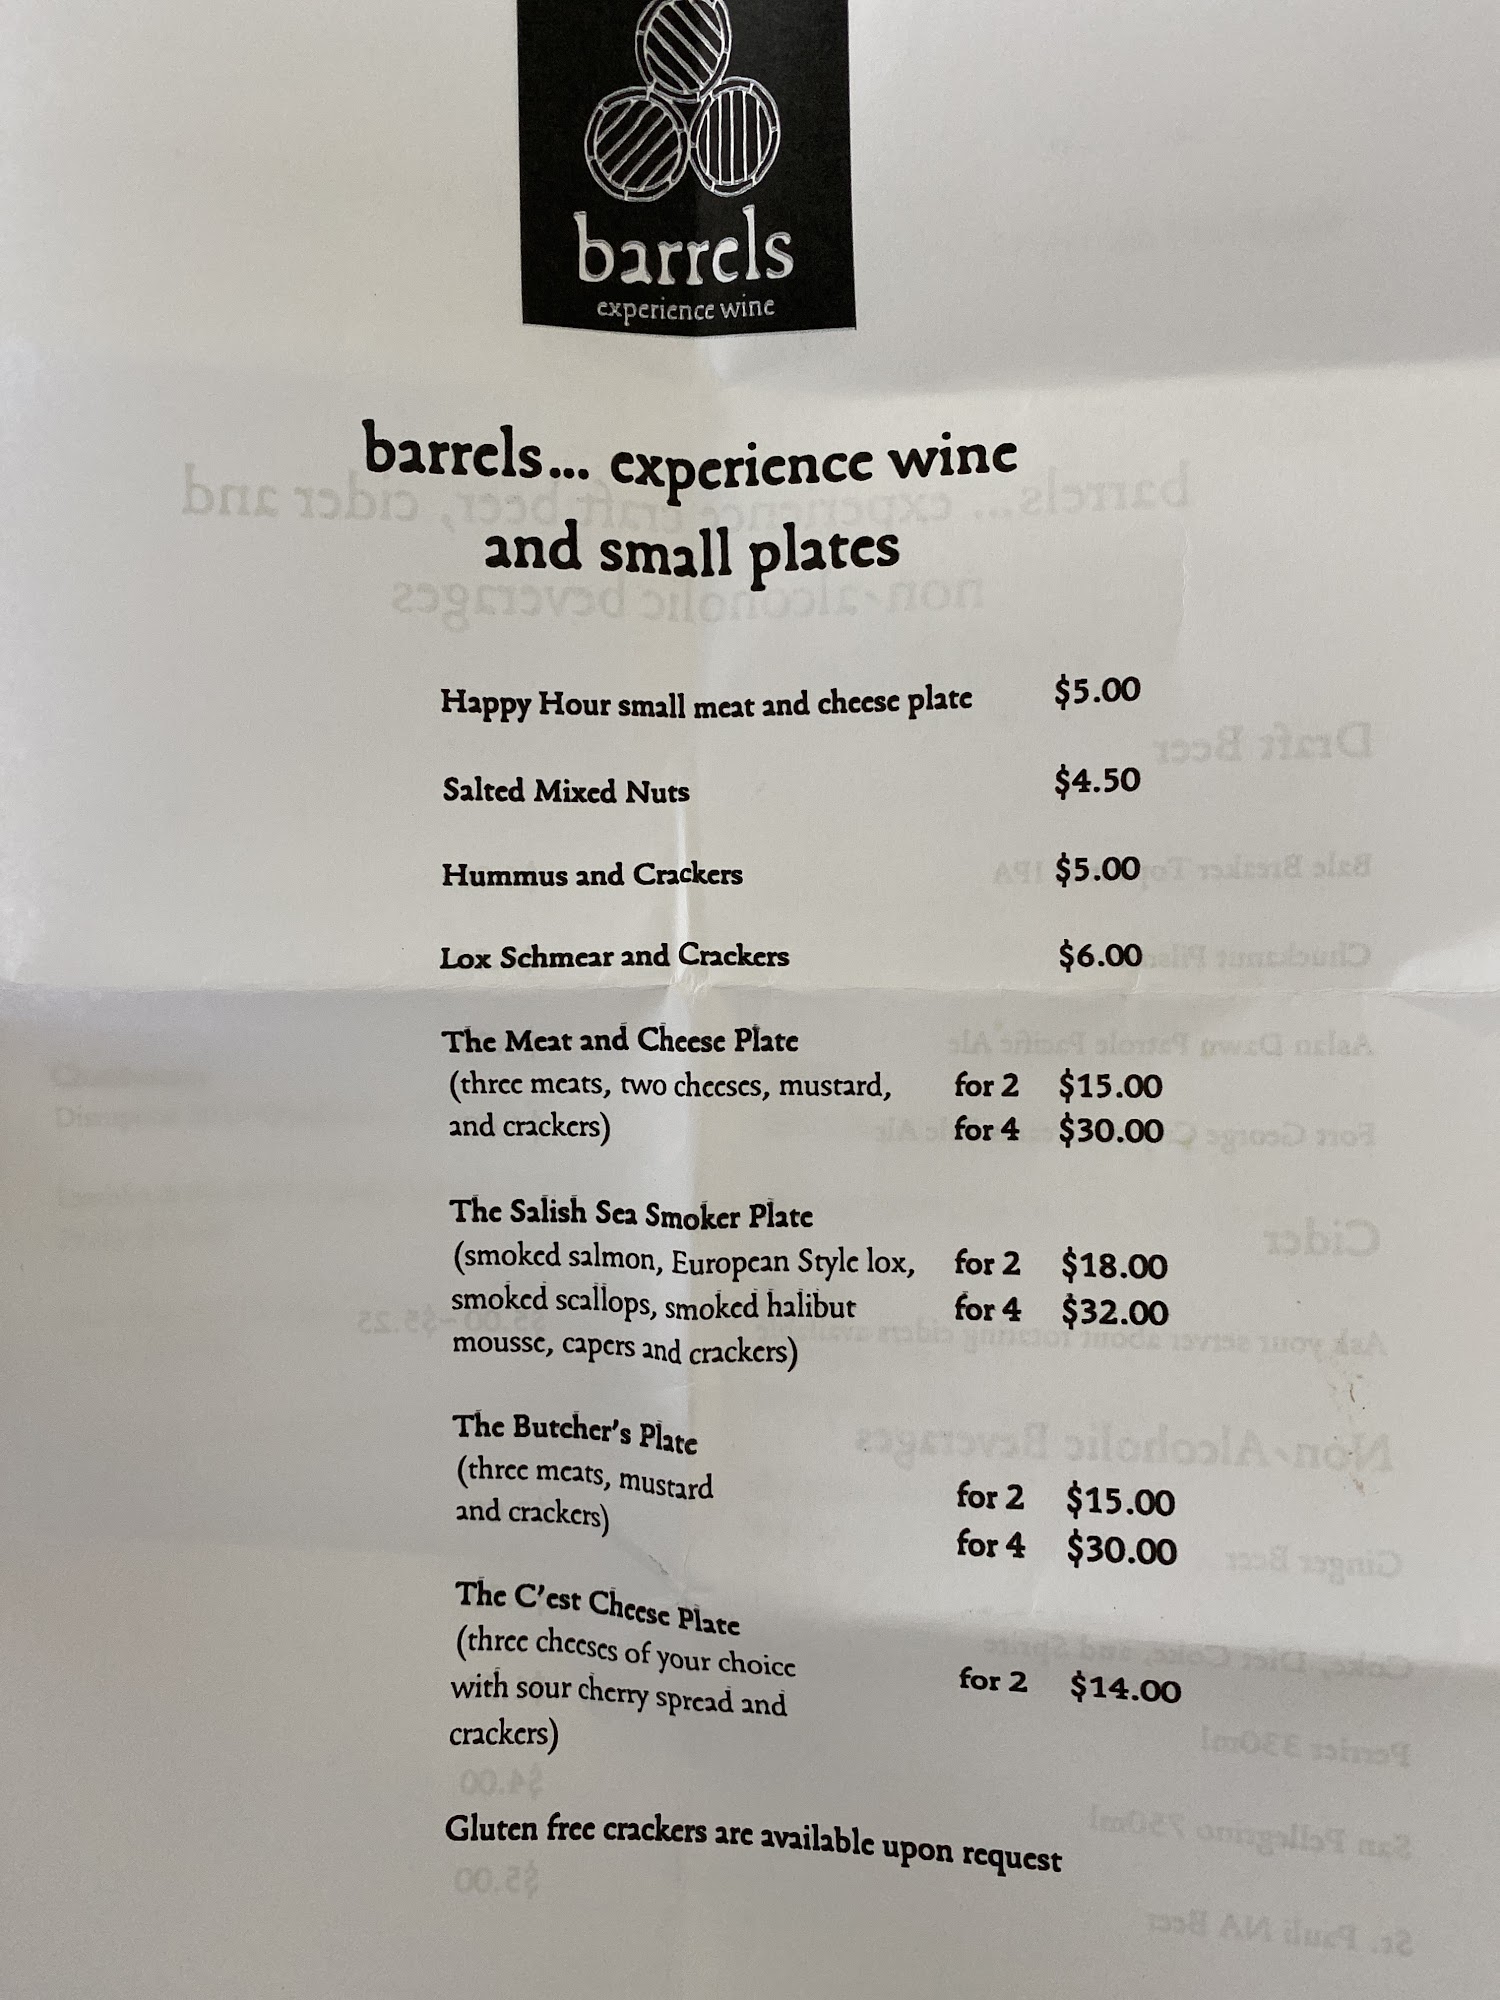 barrels
experience wine
barrels... experience wine
and small plates
Happy Hour small meat and cheese plate $5.00
Salted Mixed Nuts $4.50
Hummus and Crackers $5.00
Lox Schmear and Crackers $6.00
The Meat and Cheese Plate
(three meats, two cheeses, mustard, for 2 $15.00
and crackers) for 4 $30.00
The Salish Sea Smoker Plate
(smoked salmon, European Style lox, for 2 $18.00
smoked scallops, smoked halibut for 4 $32.00
mousse, capers and crackers)
The Butcher's Plate
(three meats, mustard
and crackers) for 2 $15.00
for 4 $30.00
The C'est Cheese Plate
(three cheeses of your choice
with sour cherry spread and for 2 $14.00
crackers)
Gluten free crackers are available upon request